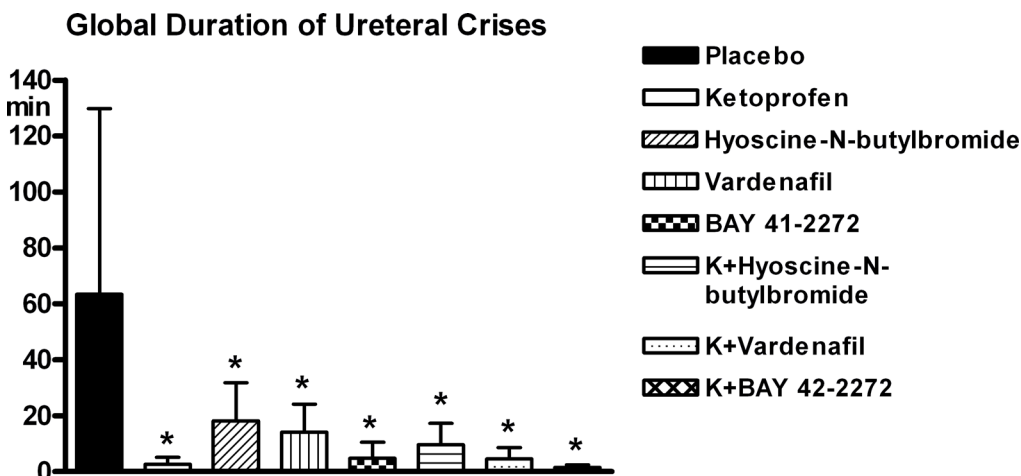 Global Duration of Ureteral Crises
140
min
120
100
80
60
40
20
0
*
*
*
*
*
*
*
Placebo
Ketoprofen
Hyoscine-N-butylbromide
Vardenafil
BAY 41-2272
K+Hyoscine-N-
butylbromide
K+Vardenafil
K+BAY 42-2272